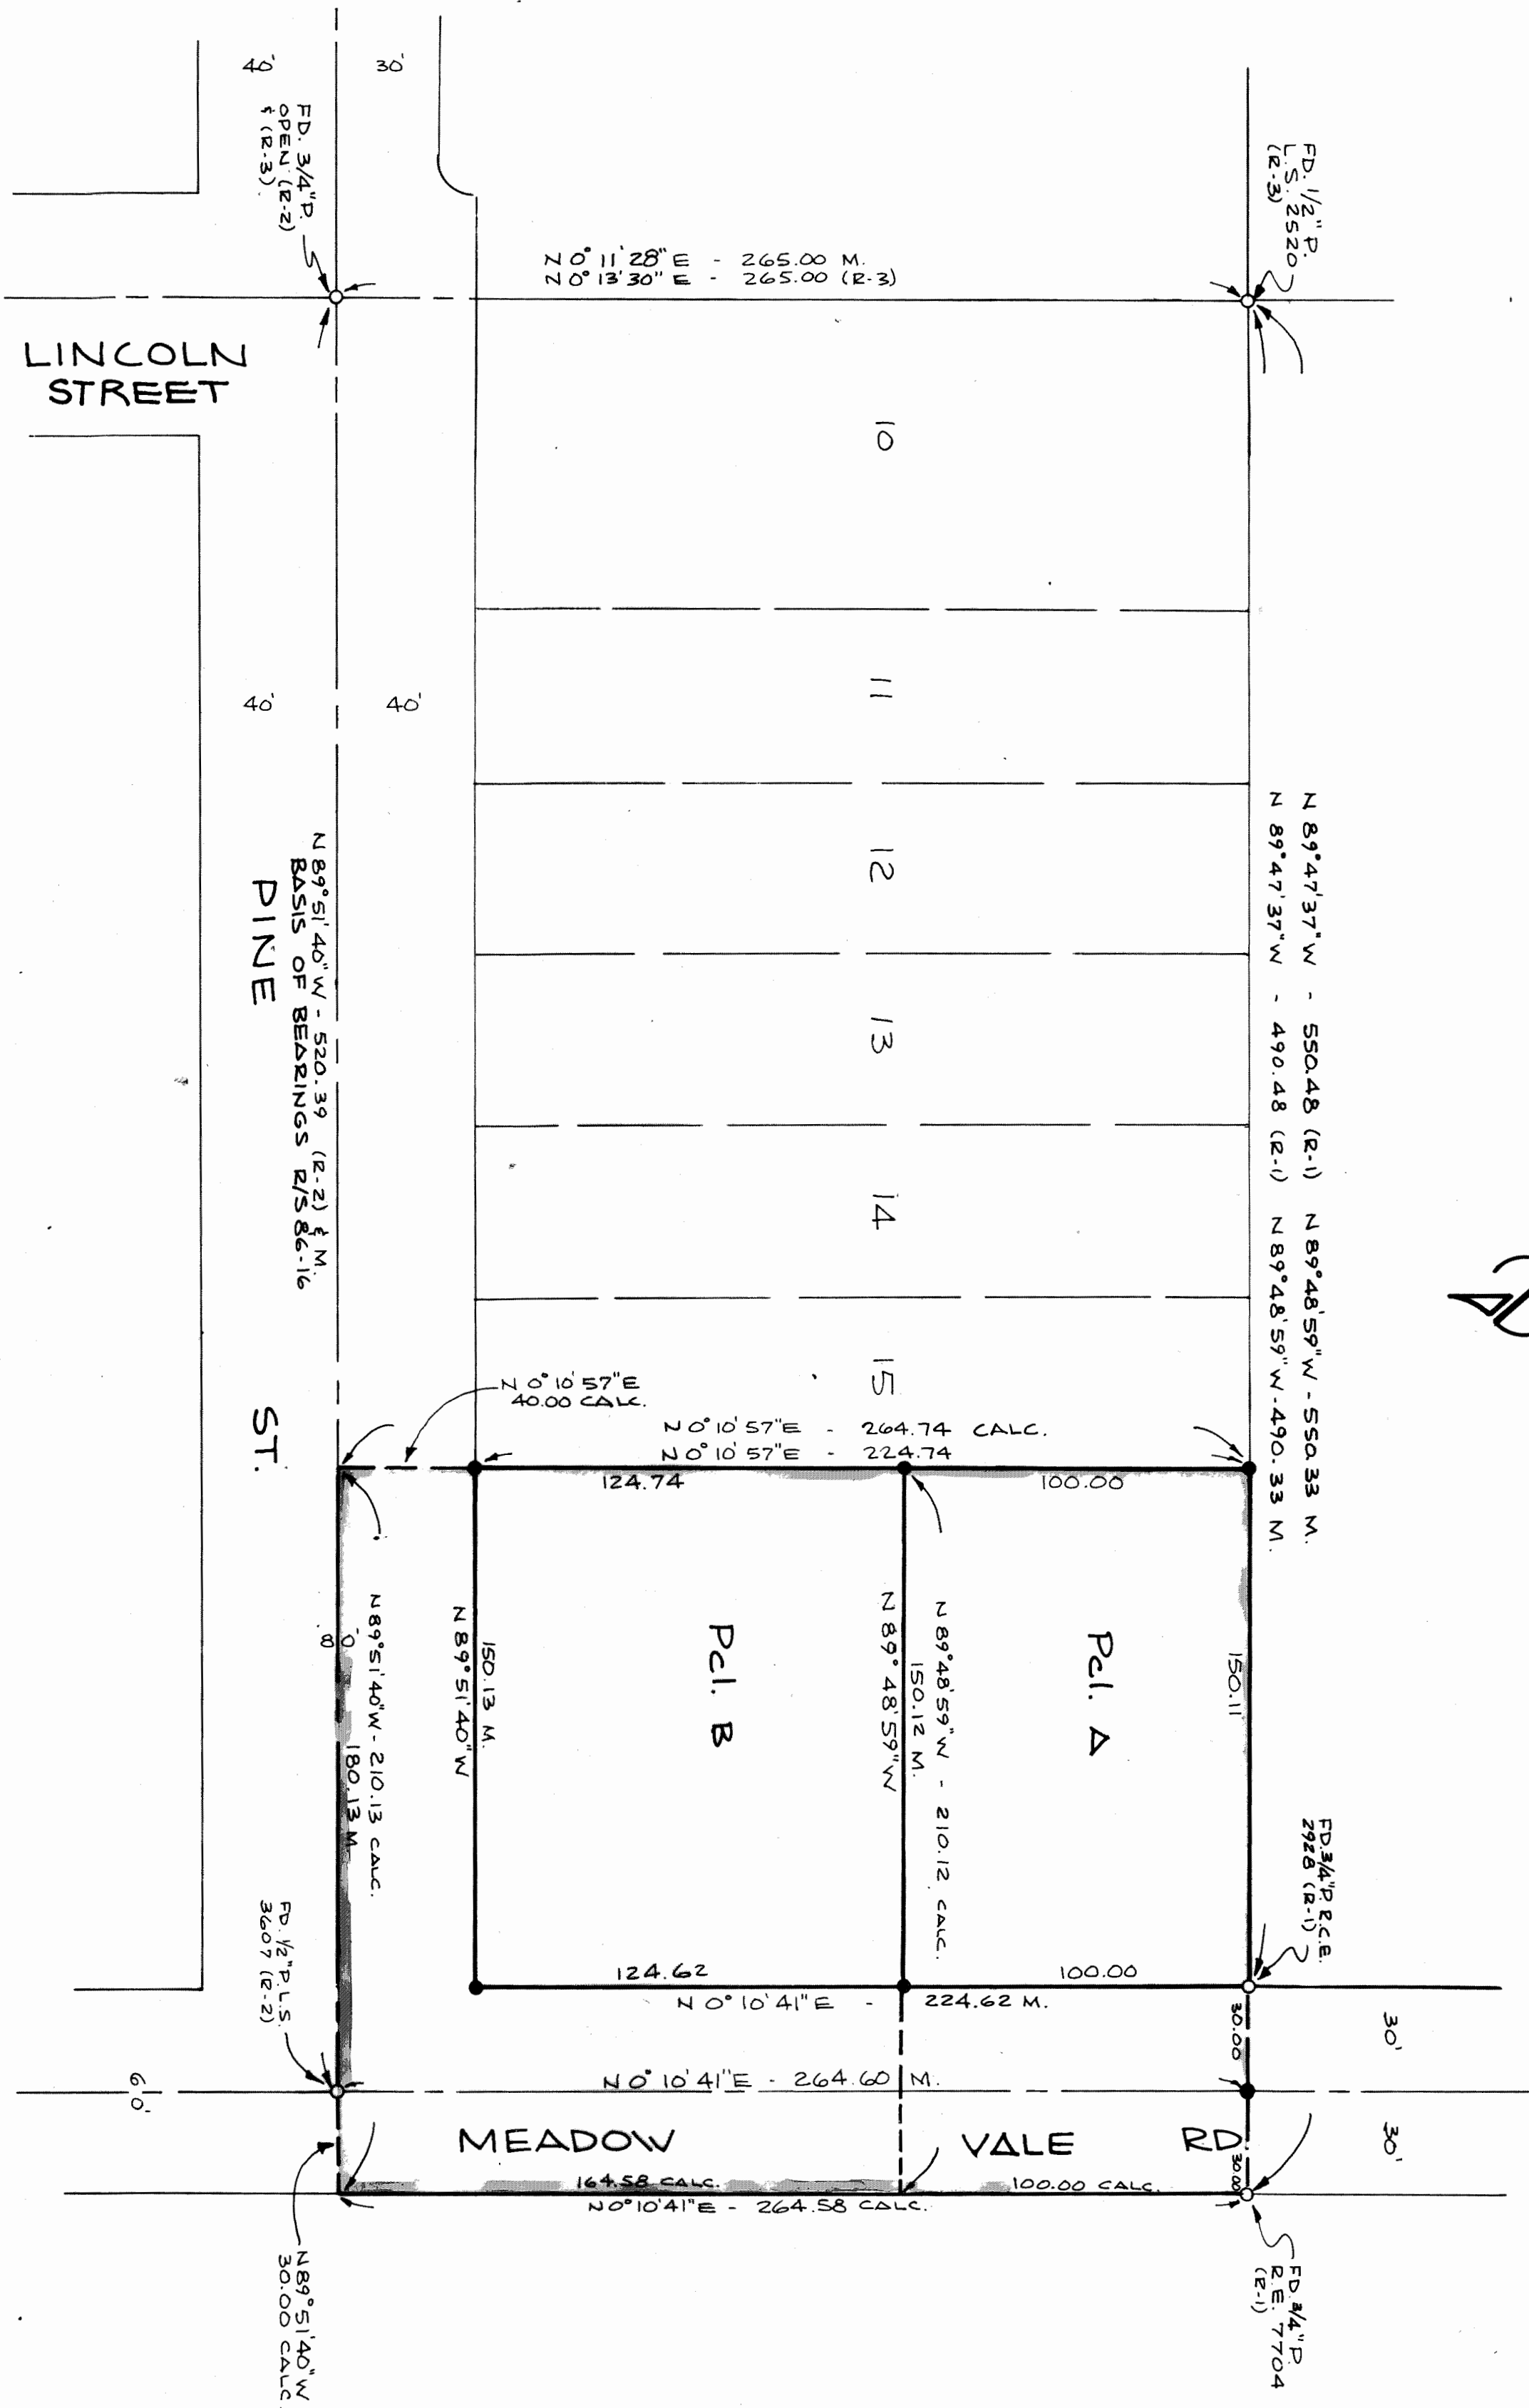 40'
30'
FD. 3/4" P.
OPEN (R-2)
& (R-3).
FD. 1/2" P.
L.S. 2520
(R-3)
N 0° 11' 28" E - 265.00 M.
N 0° 13' 30" E - 265.00 (R-3)
LINCOLN
STREET
10
11
40'
40'
12
13
14
15
N 89° 47' 37" W - 550.48 (R-1) N 89° 48' 59" W - 550.33 M.
N 89° 47' 37" W - 490.48 (R-1) N 89° 48' 59" W - 490.33 M.
N 89° 51' 40" W - 520.39 (R-2) & M.
BASIS OF BEARINGS R/S 86-16
PINE ST.
N 0° 10' 57" E
40.00 CALC.
N 0° 10' 57" E - 264.74 CALC.
N 0° 10' 57" E - 224.74
124.74
100.00
N 89° 51' 40" W - 210.13 CALC.
180.13 M.
80'
150.13 M.
N 89° 51' 40" W
Pcl. B
N 89° 48' 59" W - 210.12 CALC.
150.12 M.
N 89° 48' 59" W
Pcl. A
150.11
FD. 3/4" P. R.C.E.
2928 (R-1)
FD. 1/2" P. L.S.
3607 (R-2)
124.62
100.00
N 0° 10' 41" E - 224.62 M.
30.00
30'
60'
N 0° 10' 41" E - 264.60 M.
MEADOW VALE RD.
30.00
30'
164.58 CALC.
100.00 CALC.
N 0° 10' 41" E - 264.58 CALC.
N 89° 51' 40" W
30.00 CALC.
FD. 3/4" P.
R.E. 7704
(R-1)